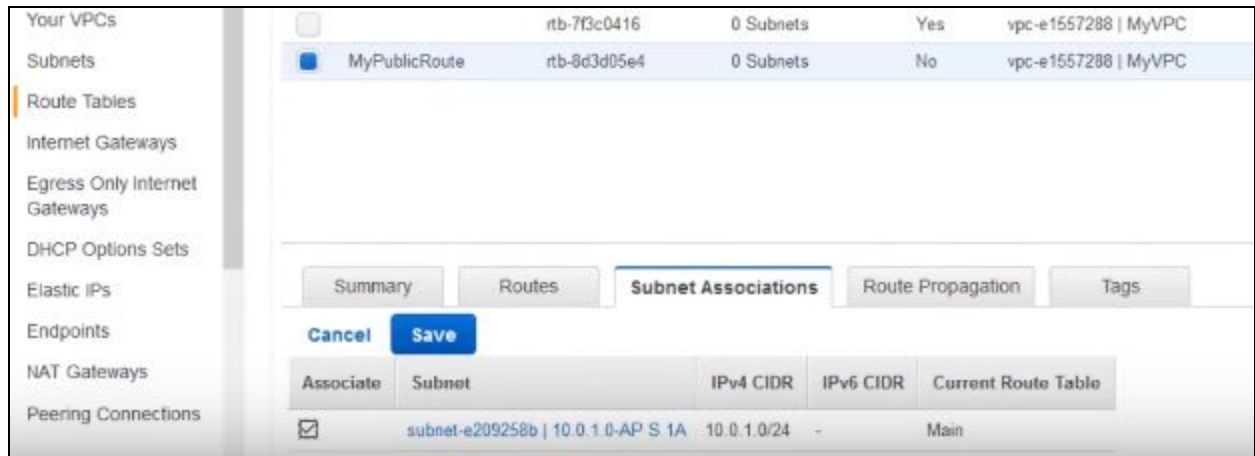 Your VPCs
Subnets
Route Tables
Internet Gateways
Egress Only Internet
Gateways
DHCP Options Sets
Elastic IPs
Endpoints
NAT Gateways
Peering Connections
rtb-7f3c0416 0 Subnets Yes vpc-e1557288 | MyVPC
MyPublicRoute rtb-8d3d05e4 0 Subnets No vpc-e1557288 | MyVPC
Summary Routes Subnet Associations Route Propagation Tags
Cancel Save
Associate Subnet IPv4 CIDR IPv6 CIDR Current Route Table
subnet-e209258b | 10.0.1.0-AP S 1A 10.0.1.0/24 - Main